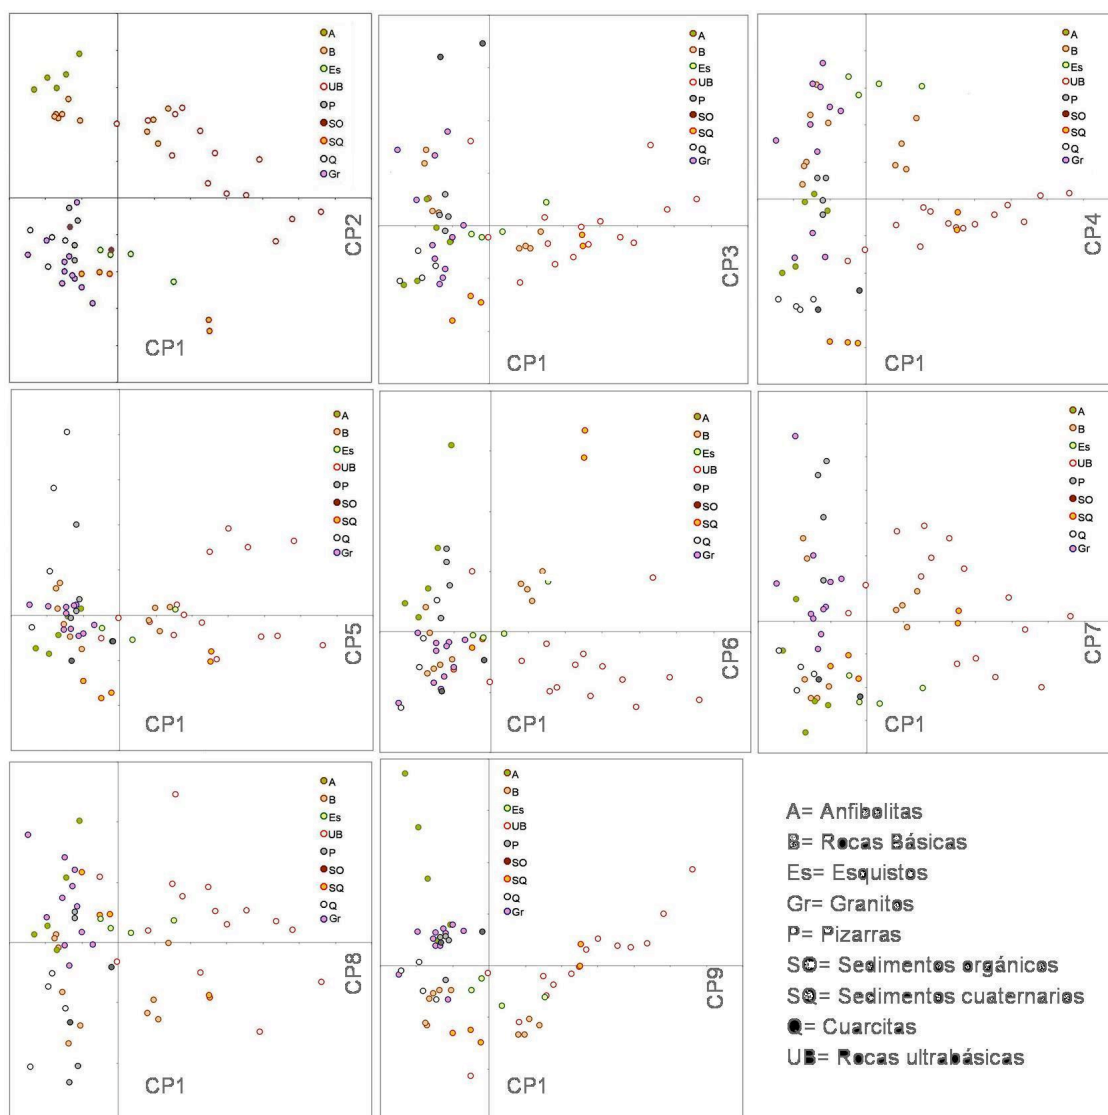 A
B
Es
UB
P
SO
SQ
Q
Gr
CP2
CP1
A
B
Es
UB
P
SO
SQ
Q
Gr
CP3
CP1
A
B
Es
UB
P
SO
SQ
Q
Gr
CP4
CP1
A
B
Es
UB
P
SO
SQ
Q
Gr
CP5
CP1
A
B
Es
UB
P
SO
SQ
Q
Gr
CP6
CP1
A
B
Es
UB
P
SO
SQ
Q
Gr
CP7
CP1
A
B
Es
UB
P
SO
SQ
Q
Gr
CP8
CP1
A
B
Es
UB
P
SO
SQ
Q
Gr
CP9
CP1
A= Anfibolitas
B= Rocas Básicas
Es= Esquistos
Gr= Granitos
P= Pizarras
SO= Sedimentos orgánicos
SQ= Sedimentos cuaternarios
Q= Cuarcitas
UB= Rocas ultrabásicas